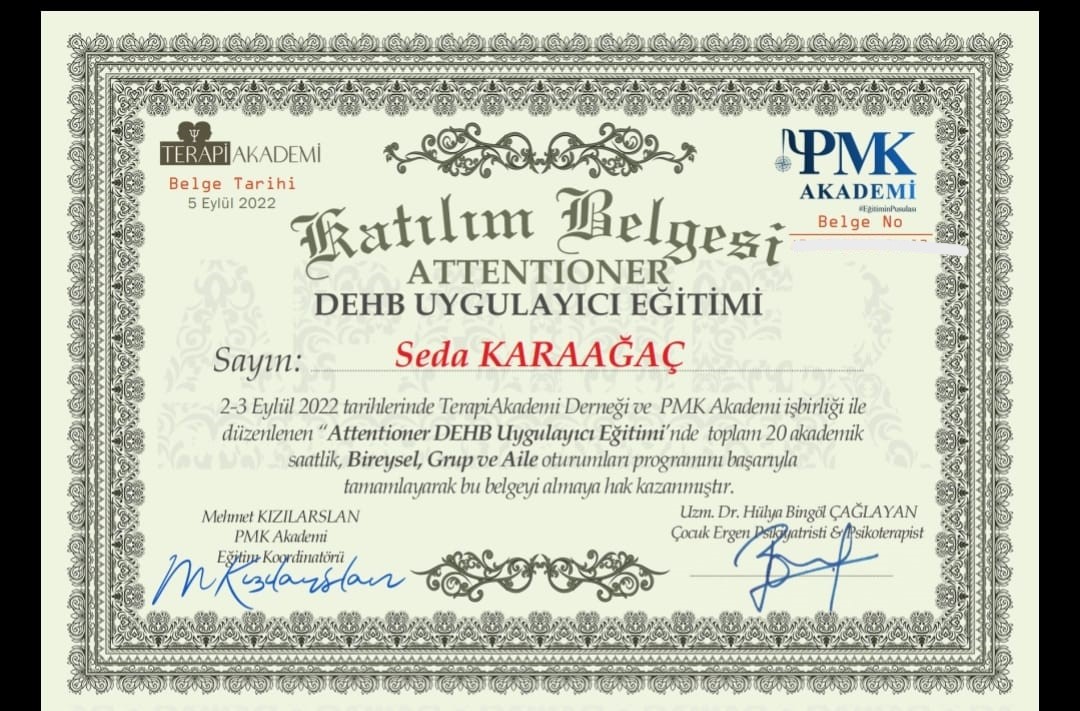 TERAPİ AKADEMİ
Belge Tarihi
5 Eylül 2022
PMK
AKADEMİ
#EğitiminPusulası
Belge No
Katılım Belgesi
ATTENTIONER
DEHB UYGULAYICI EĞİTİMİ
Sayın: Seda KARAAĞAÇ
2-3 Eylül 2022 tarihlerinde TerapiAkademi Derneği ve PMK Akademi işbirliği ile
düzenlenen “Attentioner DEHB Uygulayıcı Eğitimi’nde toplam 20 akademik
saatlik, Bireysel, Grup ve Aile oturumları programını başarıyla
tamamlayarak bu belgeyi almaya hak kazanmıştır.
Mehmet KIZILARSLAN
PMK Akademi
Eğitim Koordinatörü
M Kızılarslan
Uzm. Dr. Hülya Bingöl ÇAĞLAYAN
Çocuk Ergen Psikiyatristi & Psikoterapist